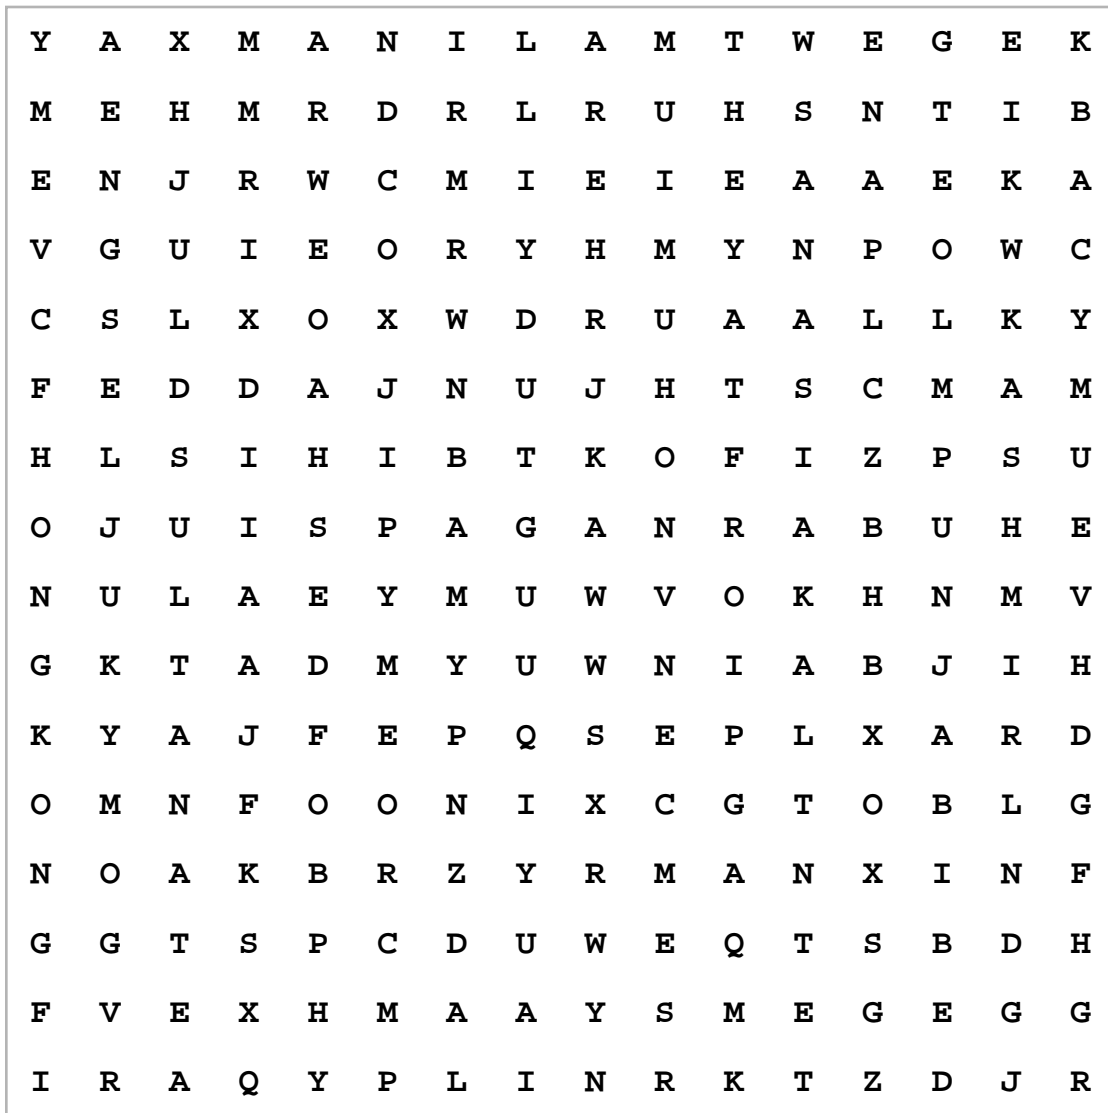 Y A X M A N I L A M T W E G E K
M E H M R D R L R U H S N T I B
E N J R W C M I E I E A A E K A
V G U I E O R Y H M Y N P O W C
C S L X O X W D R U A A L L K Y
F E D D A J N U J H T S C M A M
H L S I H I B T K O F I Z P S U
O J U I S P A G A N R A B U H E
N U L A E Y M U W V O K H N M V
G K T A D M Y U W N I A B J I H
K Y A J F E P Q S E P L X A R D
O M N F O O N I X C G T O B L G
N O A K B R Z Y R M A N X I N F
G G T S P C D U W E Q T S B D H
F V E X H M A A Y S M E G E G G
I R A Q Y P L I N R K T Z D J R